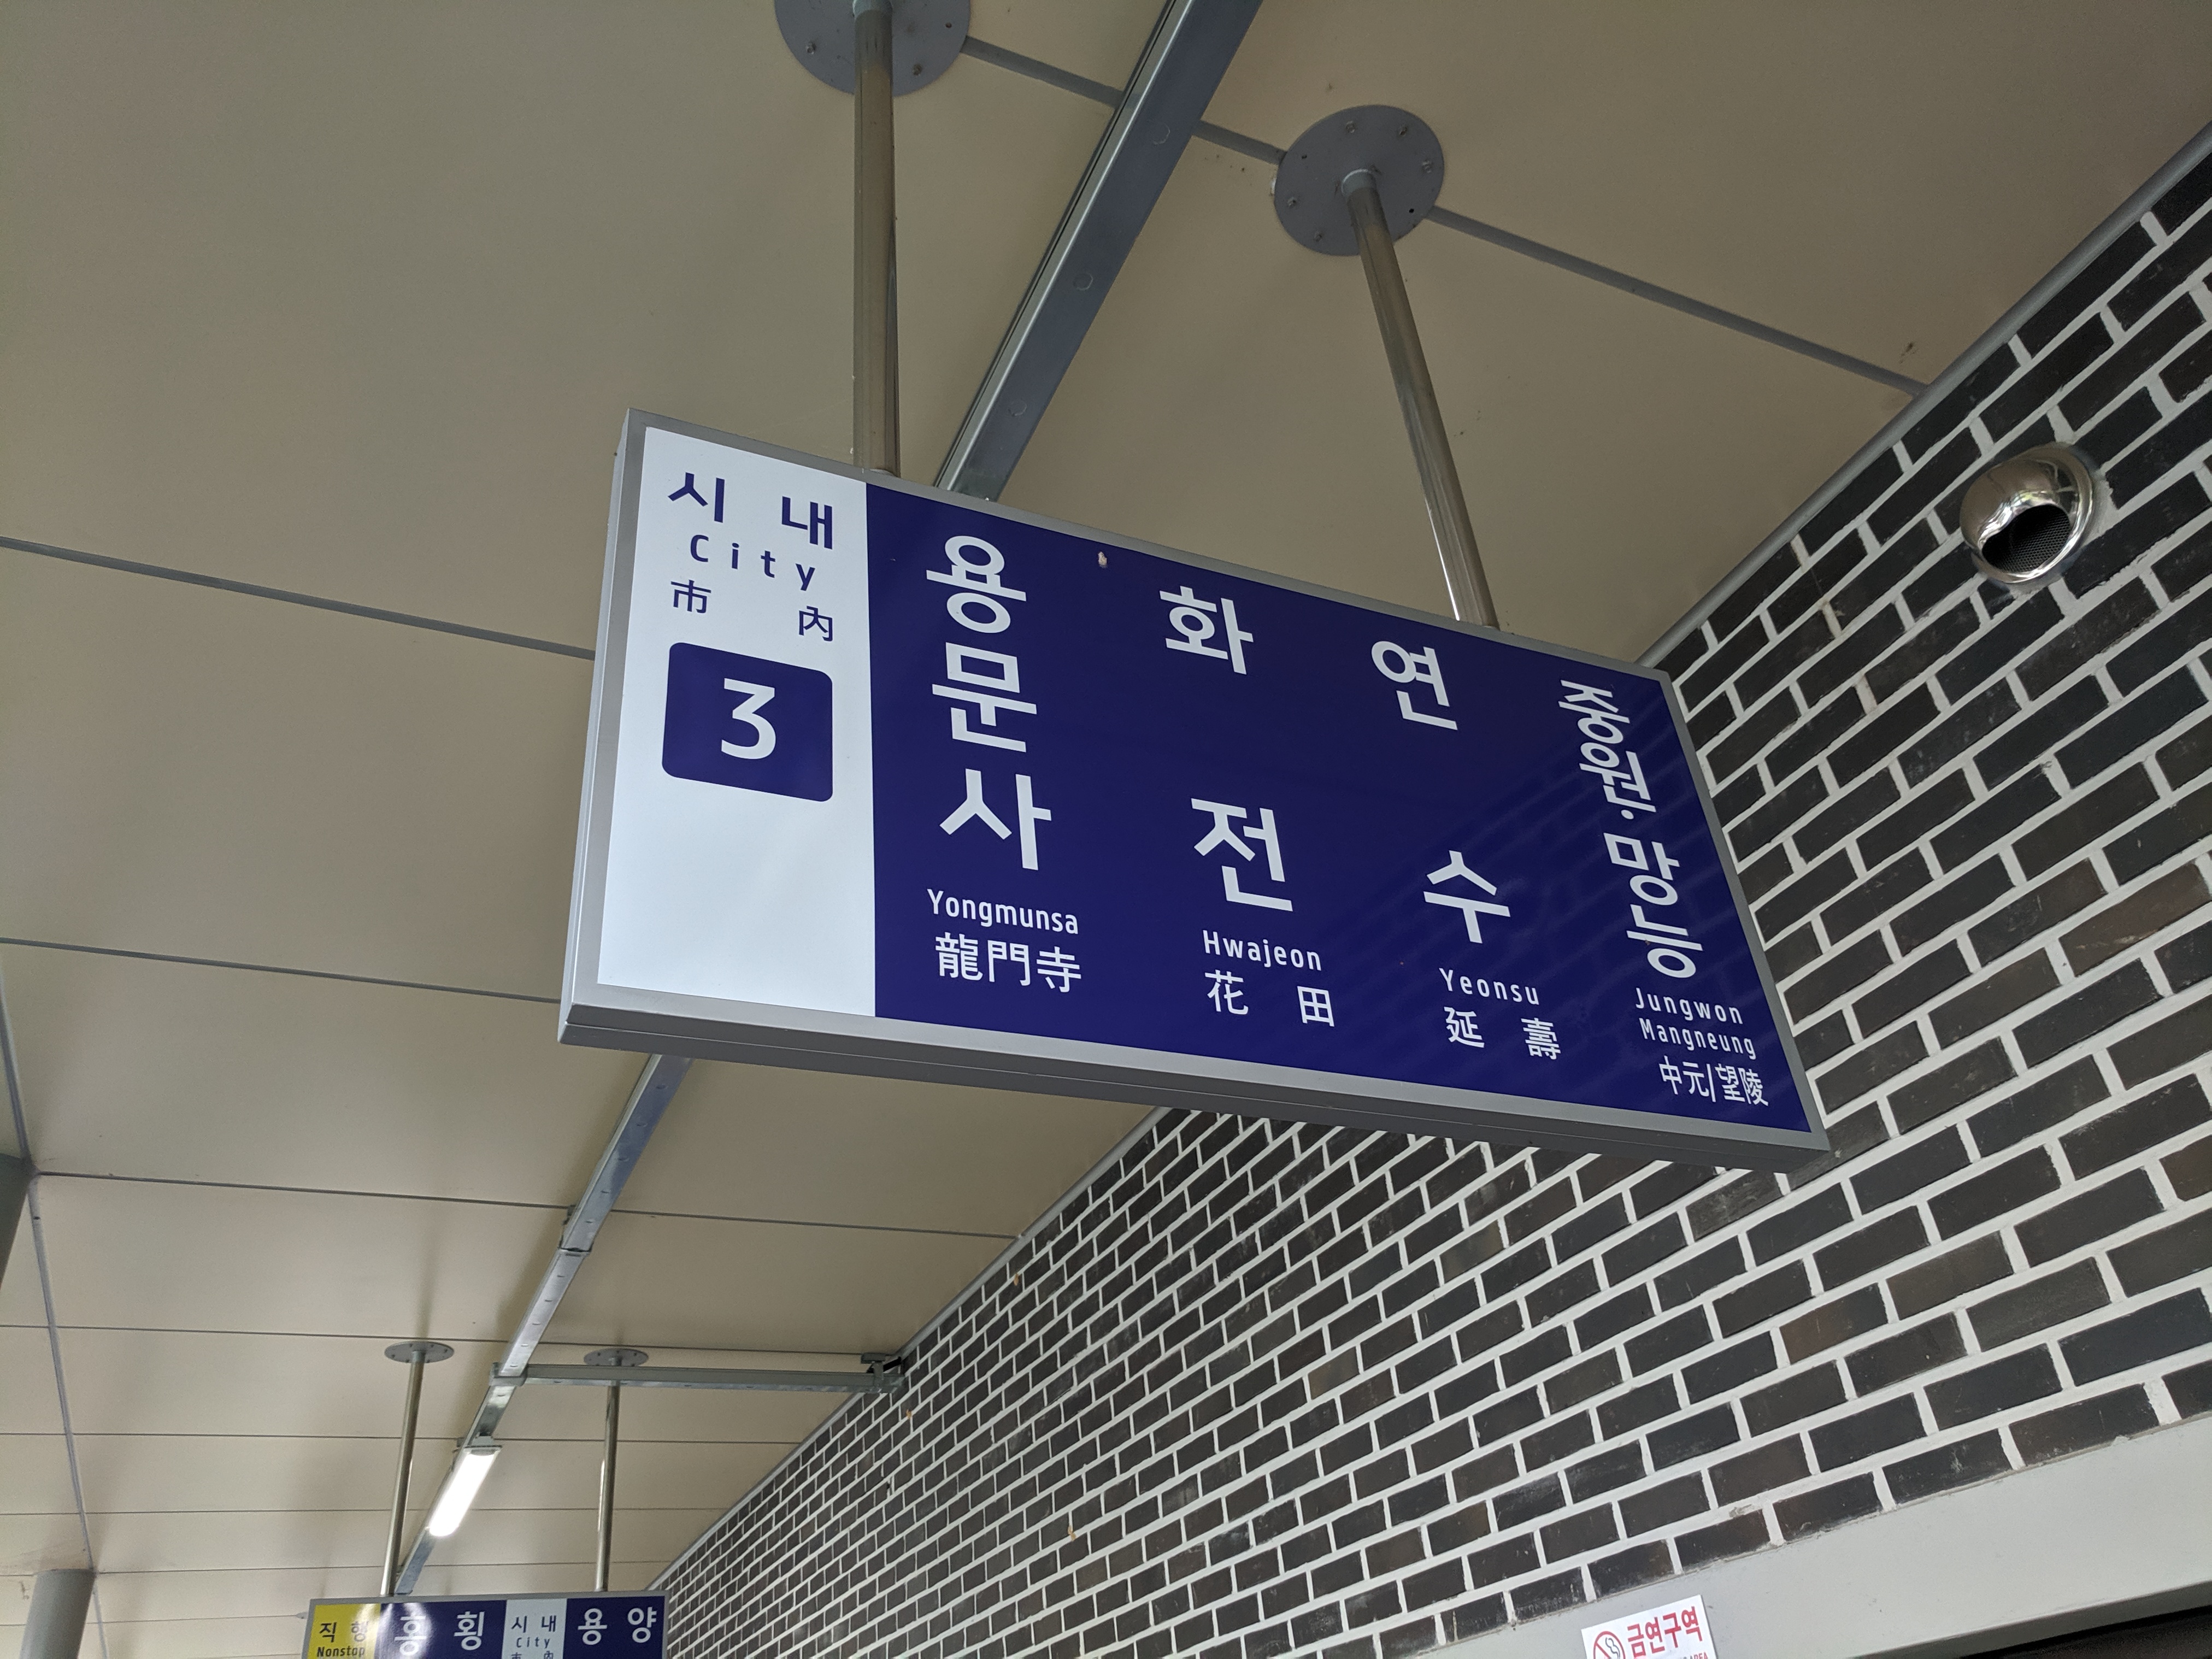 시 내
City
市 內
3
용문사
Yongmunsa
龍門寺
화 전
Hwajeon
花 田
연 수
Yeonsu
延 壽
중원·망능
Jungwon
Mangneung
中元/望陵
직 행
Nonstop
홍 횡
시 내
City
용 양
금연구역